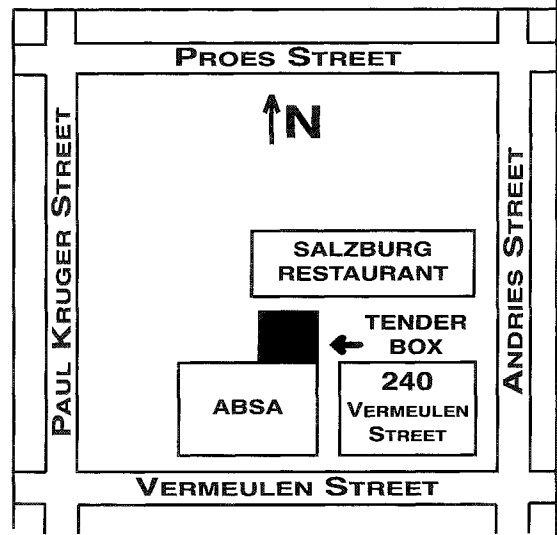 PROES STREET
N
PAUL KRUGER STREET
ANDRIES STREET
SALZBURG
RESTAURANT
TENDER
BOX
ABSA
240
VERMEULEN
STREET
VERMEULEN STREET